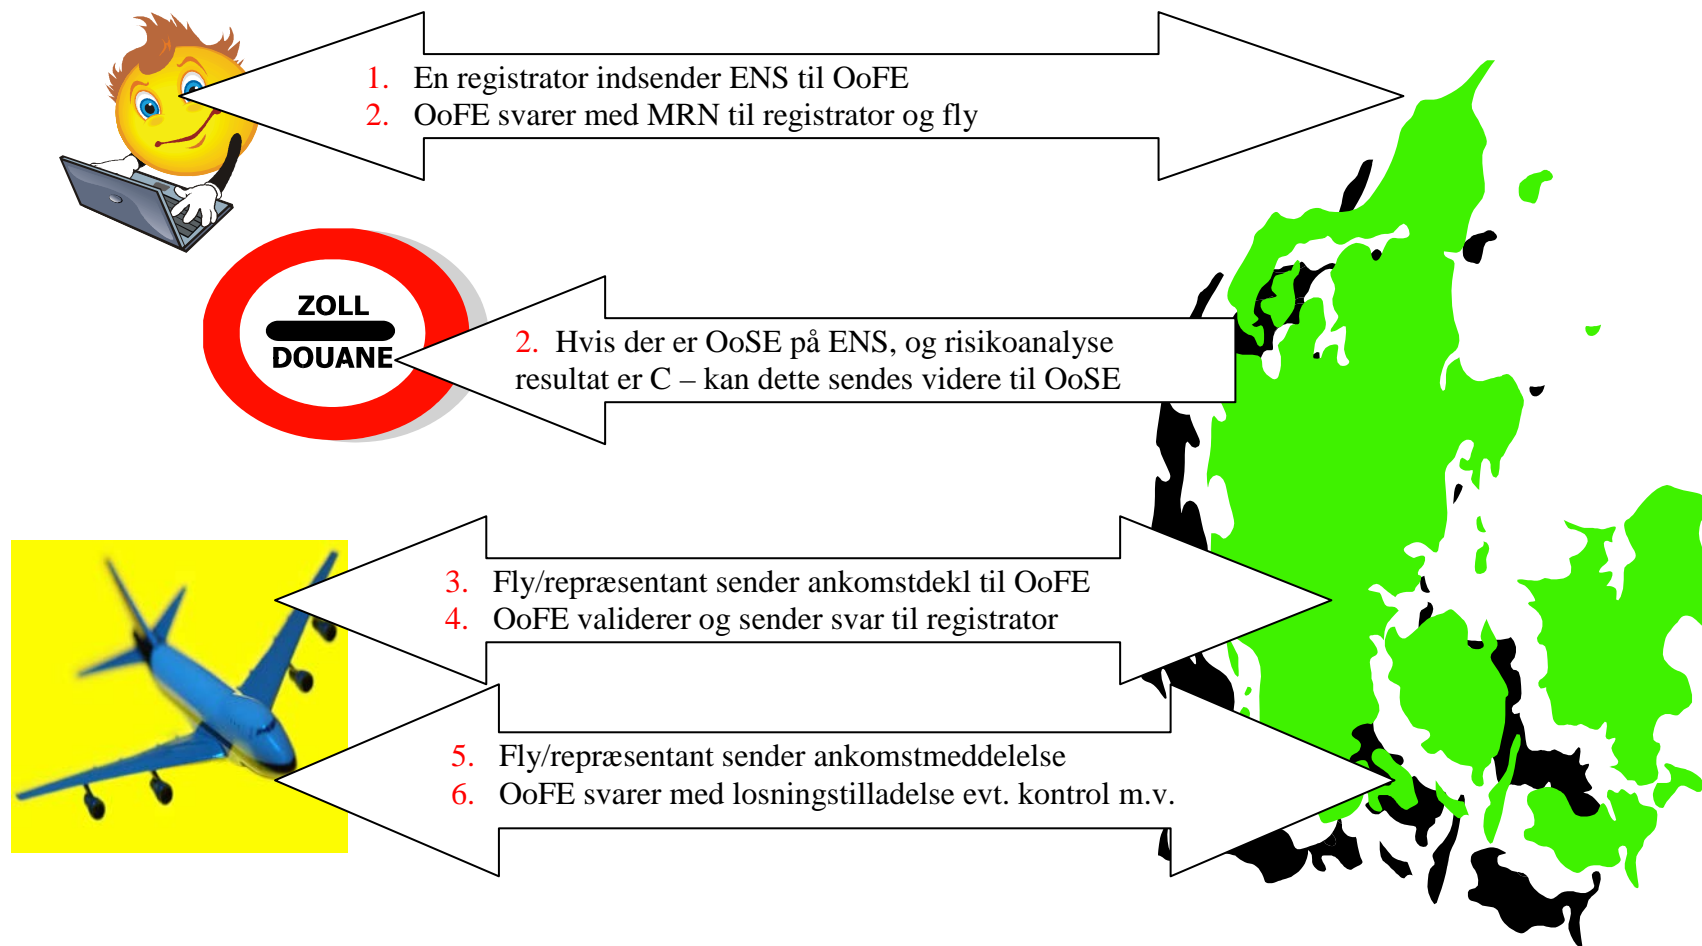 1. En registrator indsender ENS til OoFE
2. OoFE svarer med MRN til registrator og fly
ZOLL
DOUANE
2. Hvis der er OoSE på ENS, og risikoanalyse
resultat er C – kan dette sendes videre til OoSE
3. Fly/repræsentant sender ankomstdekl til OoFE
4. OoFE validerer og sender svar til registrator
5. Fly/repræsentant sender ankomstmeddelelse
6. OoFE svarer med losningstilladelse evt. kontrol m.v.